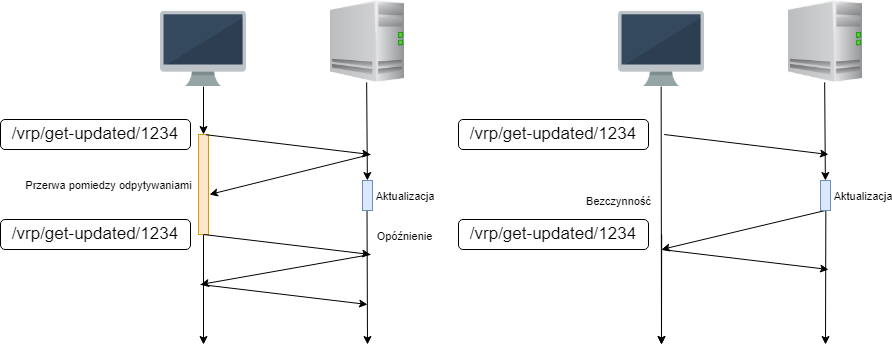 /vrp/get-updated/1234
Przerwa pomiedzy odpytywaniami
Aktualizacja
/vrp/get-updated/1234
Opóźnienie
/vrp/get-updated/1234
Bezczynność
Aktualizacja
/vrp/get-updated/1234